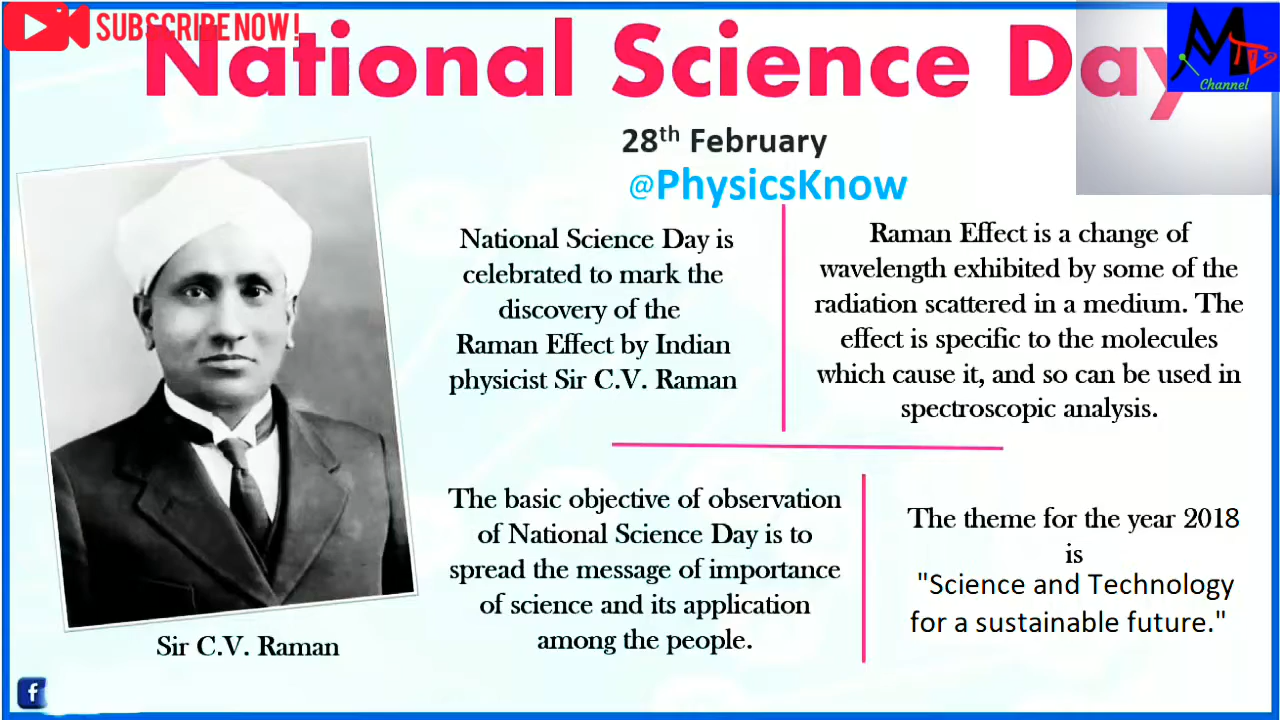 SUBSCRIBE NOW!
National Science Day
MTV
Channel
28th February
@PhysicsKnow
National Science Day is
celebrated to mark the
discovery of the
Raman Effect by Indian
physicist Sir C.V. Raman
Raman Effect is a change of
wavelength exhibited by some of the
radiation scattered in a medium. The
effect is specific to the molecules
which cause it, and so can be used in
spectroscopic analysis.
The basic objective of observation
of National Science Day is to
spread the message of importance
of science and its application
among the people.
The theme for the year 2018
is
"Science and Technology
for a sustainable future."
Sir C.V. Raman
f